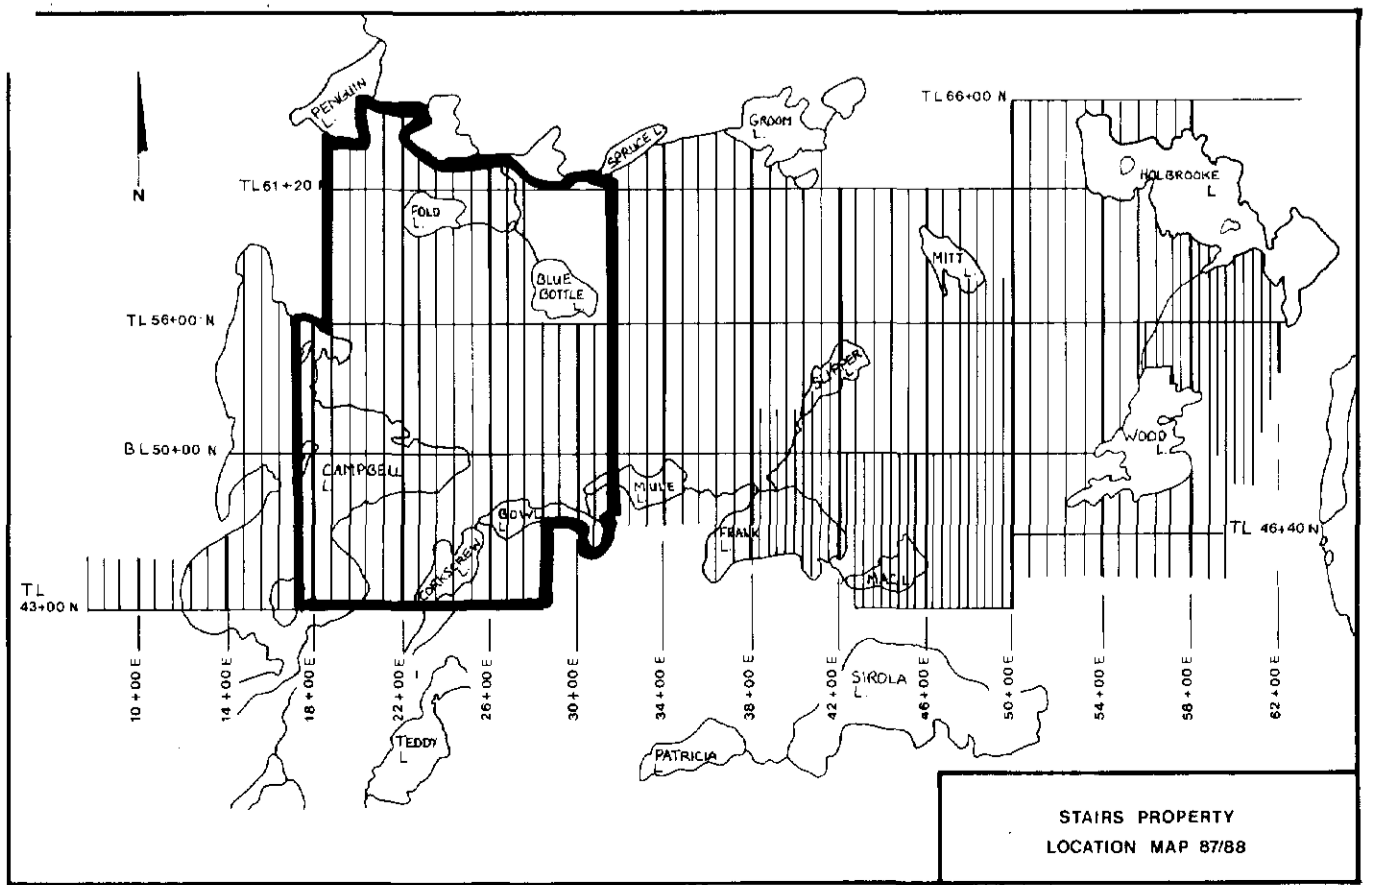 TL 66+00 N
PENGUIN
L.
GROOM
L.
SPRUCE L
HOLBROOKE
L
TL 61+20 N
FOLD
L.
MITT
L.
BLUE
BOTTLE
L
TL 56+00 N
SLIPPER
L
BL 50+00 N
CAMPBELL
L.
WOOD
L.
MULE
L.
BOWL
L
FRANK
L.
TL 46+40 N
CORKSCREW
L
MAC L
TL
43+00 N
10+00 E
14+00 E
18+00 E
22+00 E
26+00 E
30+00 E
34+00 E
38+00 E
42+00 E
46+00 E
50+00 E
54+00 E
58+00 E
62+00 E
SIROLA
L.
TEDDY
L
PATRICIA
L
N
STAIRS PROPERTY
LOCATION MAP 87/88